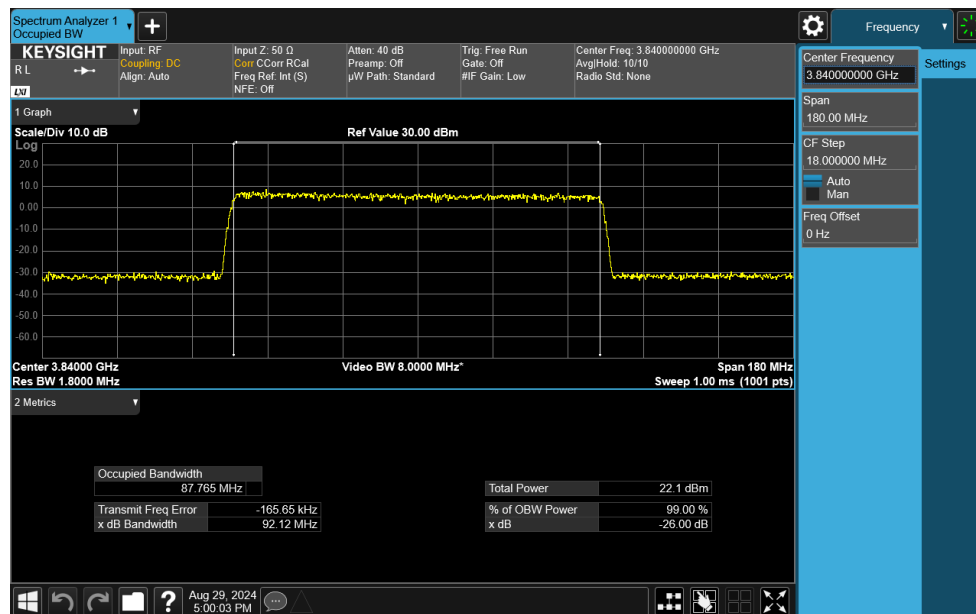 Spectrum Analyzer 1
Occupied BW
Frequency
KEYSIGHT
R L
LXI
Input: RF
Coupling: DC
Align: Auto
Input Z: 50 Ω
Corr CCorr RCal
Freq Ref: Int (S)
NFE: Off
Atten: 40 dB
Preamp: Off
µW Path: Standard
Trig: Free Run
Gate: Off
#IF Gain: Low
Center Freq: 3.840000000 GHz
Avg|Hold: 10/10
Radio Std: None
Center Frequency
3.840000000 GHz
Settings
Span
180.00 MHz
CF Step
18.000000 MHz
Auto
Man
Freq Offset
0 Hz
1 Graph
Scale/Div 10.0 dB
Ref Value 30.00 dBm
Log
20.0
10.0
0.00
-10.0
-20.0
-30.0
-40.0
-50.0
-60.0
Center 3.84000 GHz
Video BW 8.0000 MHz*
Span 180 MHz
Res BW 1.8000 MHz
Sweep 1.00 ms (1001 pts)
2 Metrics
Occupied Bandwidth
87.765 MHz
Total Power 22.1 dBm
Transmit Freq Error -165.65 kHz
% of OBW Power 99.00 %
x dB Bandwidth 92.12 MHz
x dB -26.00 dB
Aug 29, 2024
5:00:03 PM